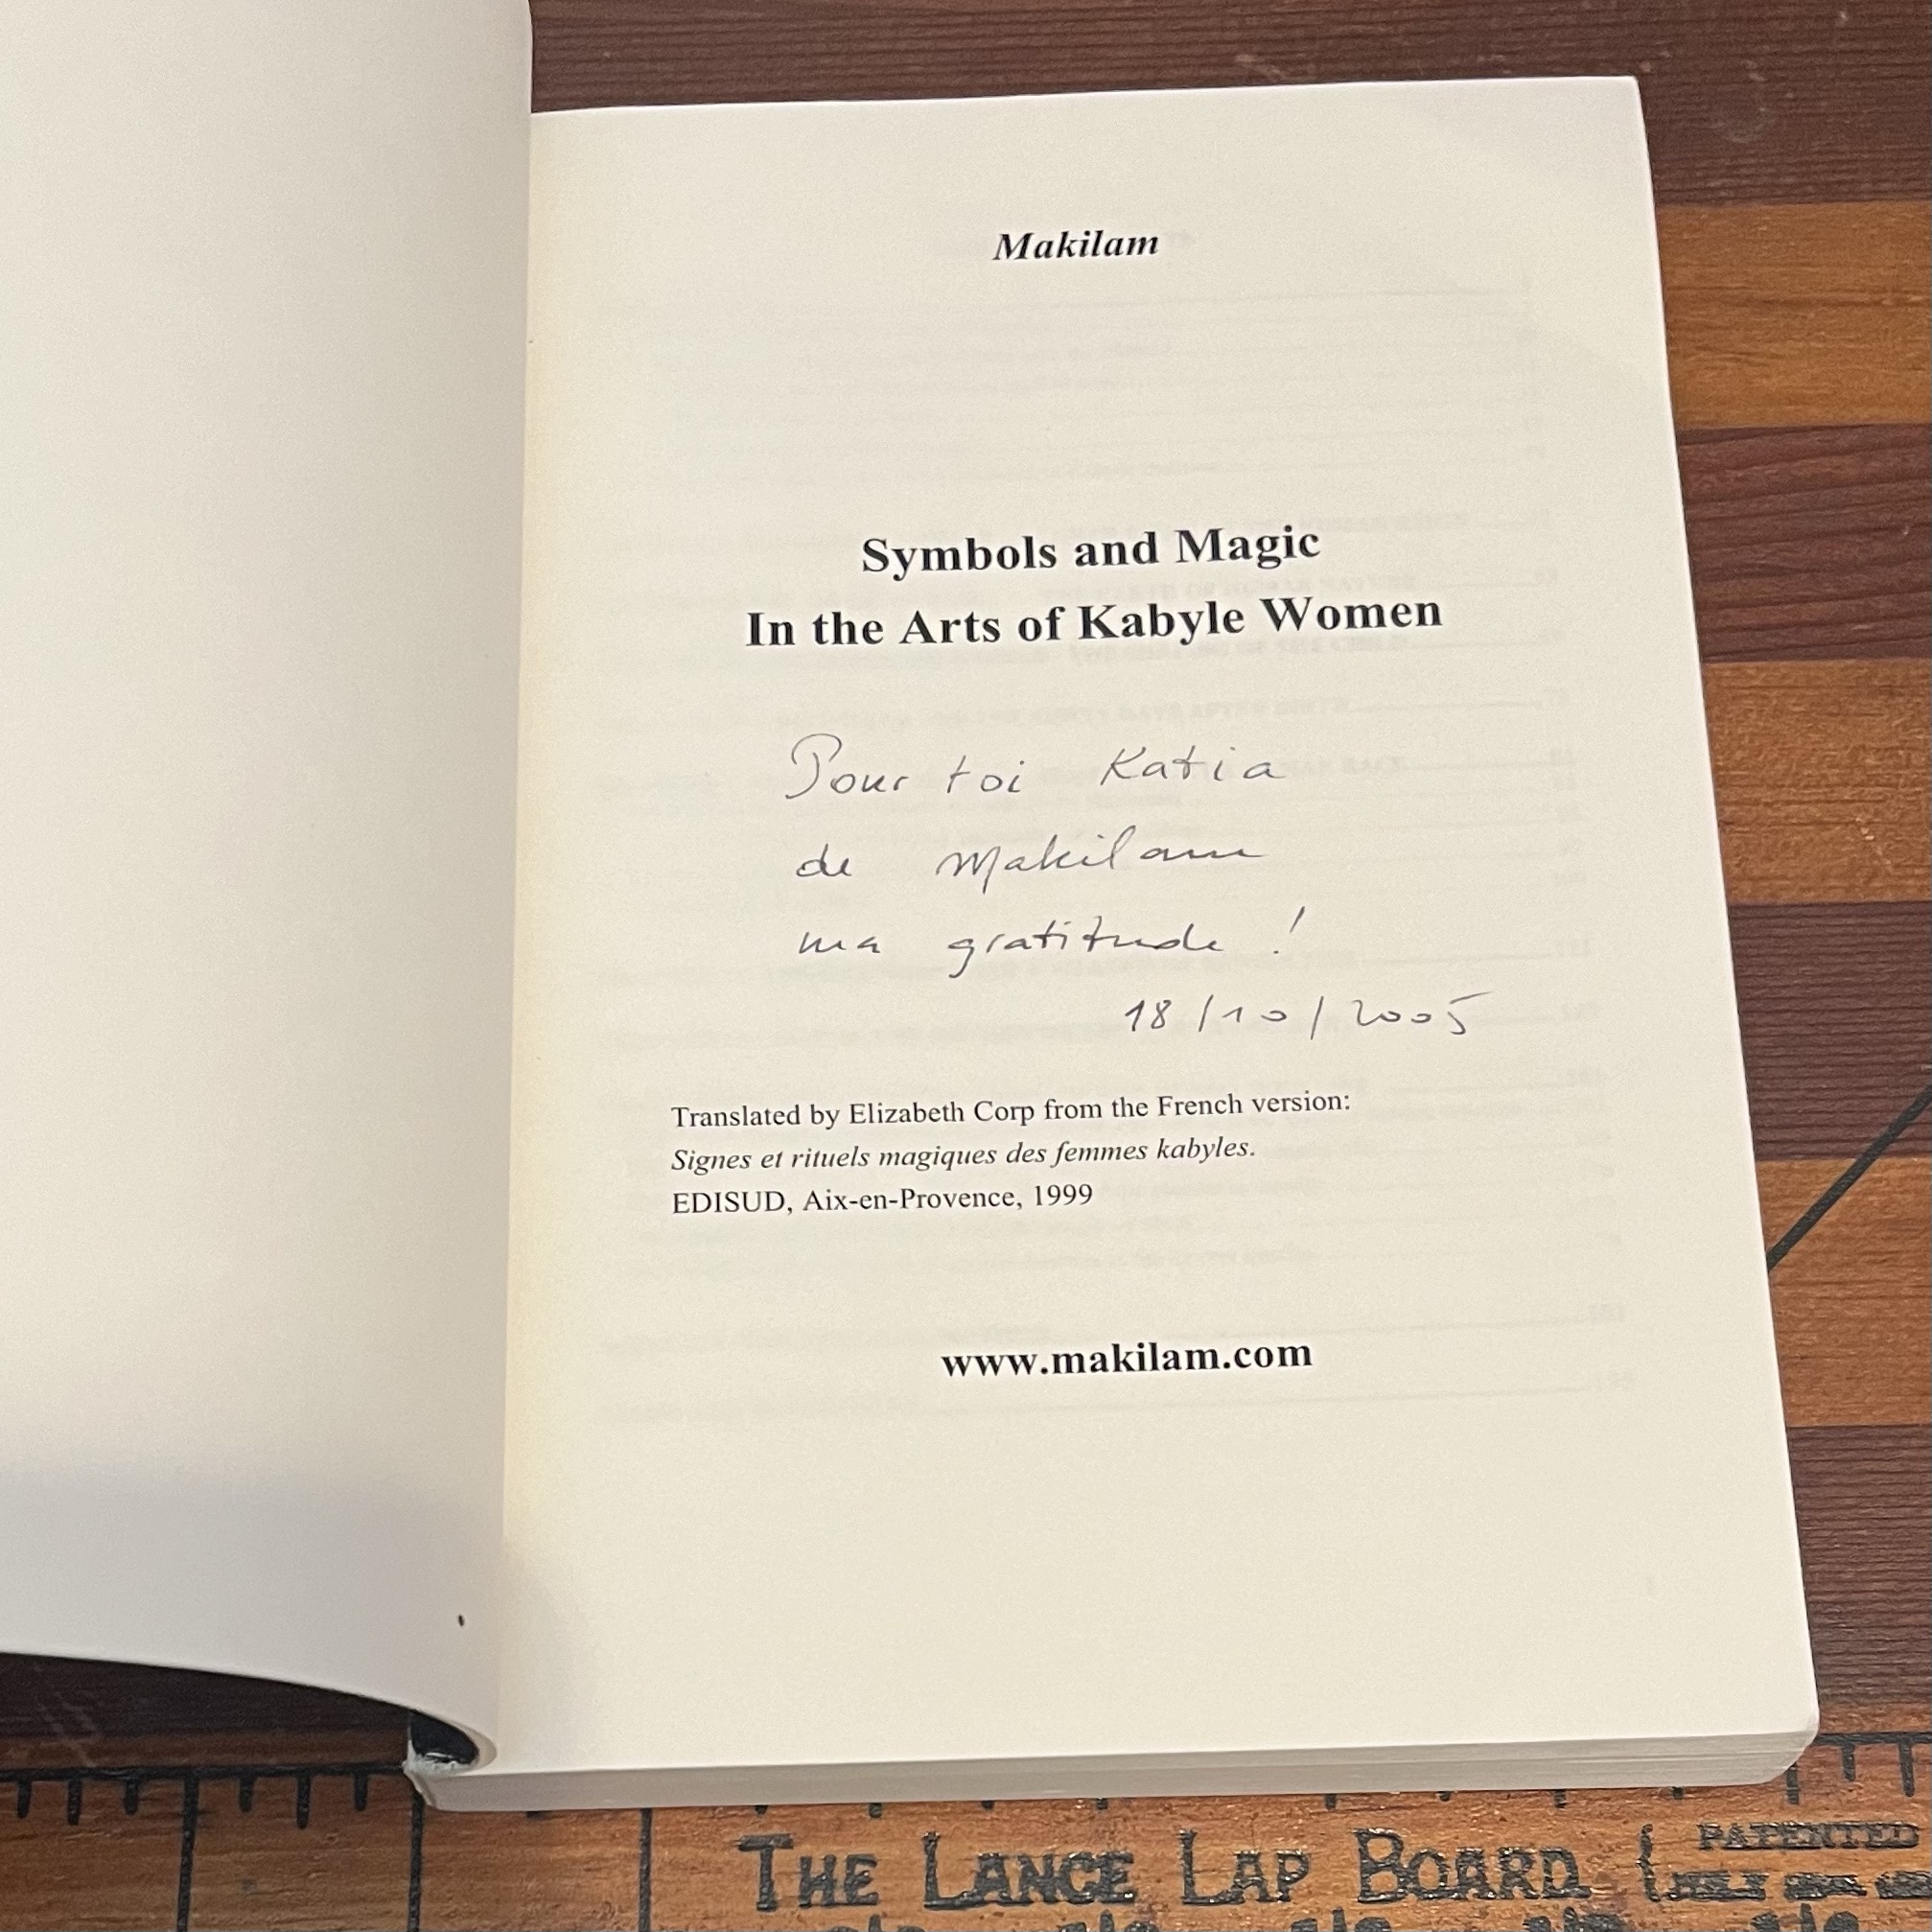 Makilam
Symbols and Magic
In the Arts of Kabyle Women
Pour toi Katia
de Makilam
ma gratitude !
18/10/2005
Translated by Elizabeth Corp from the French version:
Signes et rituels magiques des femmes kabyles.
EDISUD, Aix-en-Provence, 1999
www.makilam.com
THE LANCE LAP BOARD
PATENTED